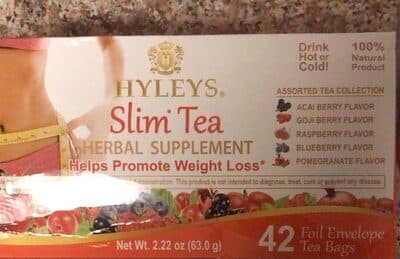 HYLEYS®
Slim Tea
HERBAL SUPPLEMENT
Helps Promote Weight Loss*
Drink
Hot or
Cold!
100%
Natural
Product
ASSORTED TEA COLLECTION
ACAI BERRY FLAVOR
GOJI BERRY FLAVOR
RASPBERRY FLAVOR
BLUEBERRY FLAVOR
POMEGRANATE FLAVOR
This product is not intended to diagnose, treat, cure or prevent any disease.
Net Wt. 2.22 oz (63.0 g)
42 Foil Envelope
Tea Bags